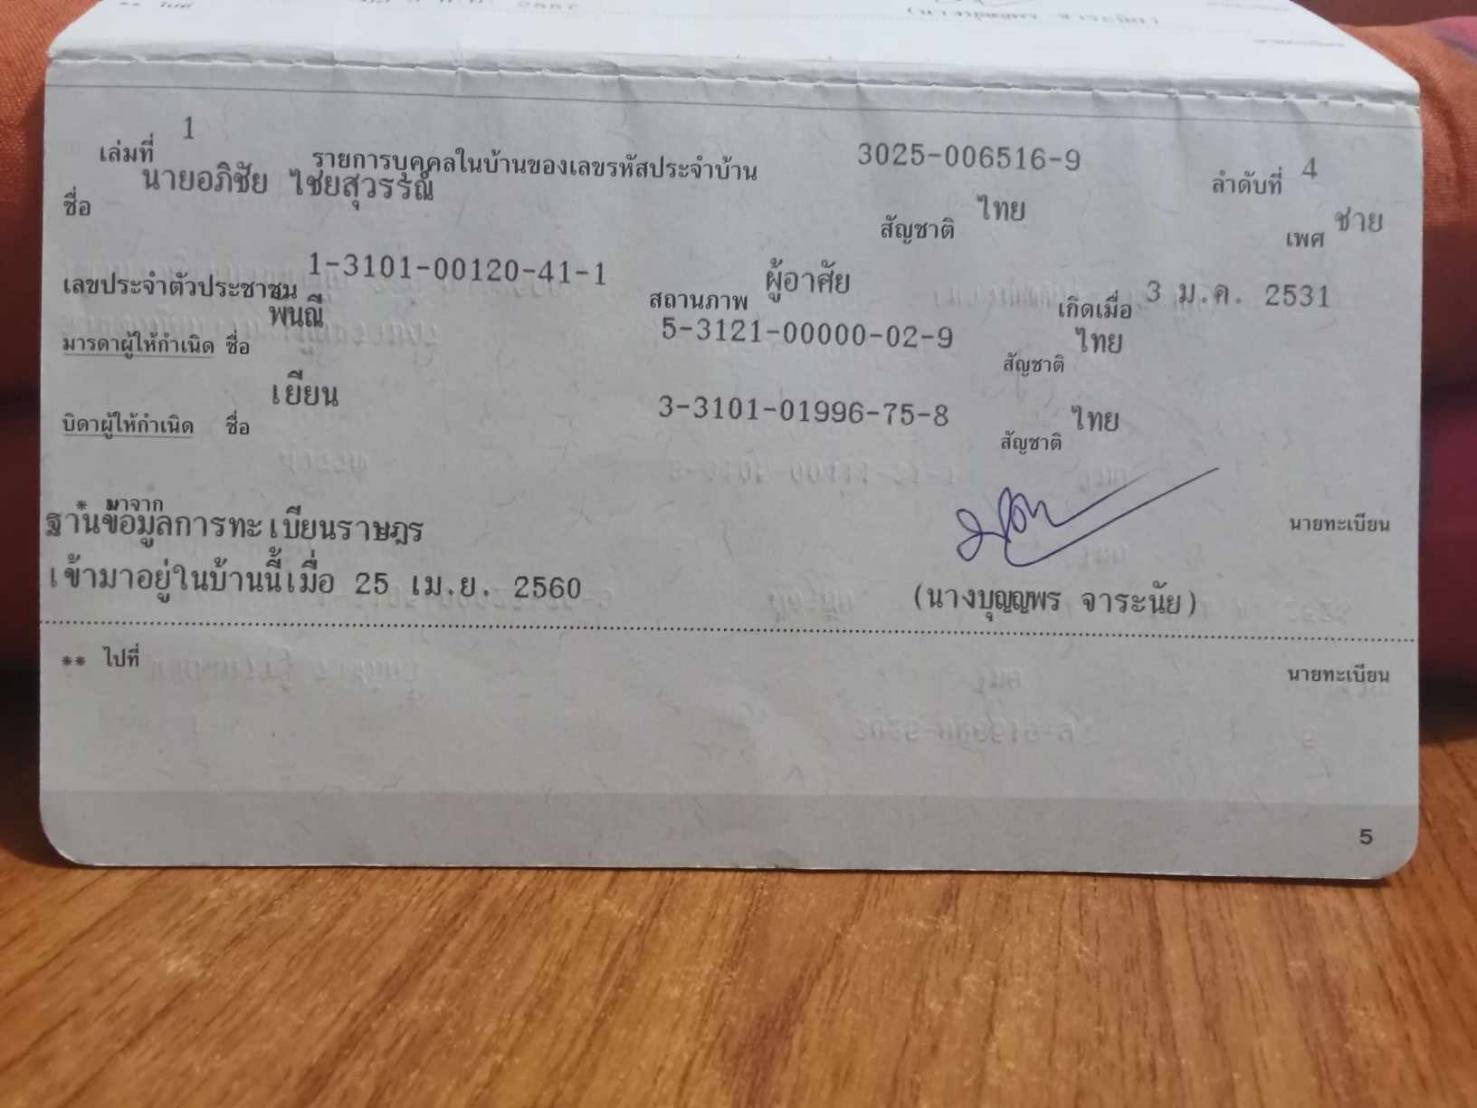 เล่มที่ 1 รายการบุคคลในบ้านของเลขรหัสประจำบ้าน 3025-006516-9 ลำดับที่ 4
ชื่อ นายอภิชัย ไชยสุวรรณ์ สัญชาติ ไทย เพศ ชาย
เลขประจำตัวประชาชน 1-3101-00120-41-1 สถานภาพ ผู้อาศัย เกิดเมื่อ 3 ม.ค. 2531
มารดาผู้ให้กำเนิด ชื่อ พันณี 5-3121-00000-02-9 สัญชาติ ไทย
บิดาผู้ให้กำเนิด ชื่อ เยียน 3-3101-01996-75-8 สัญชาติ ไทย
* มาจาก
ฐานข้อมูลการทะเบียนราษฎร นายทะเบียน
เข้ามาอยู่ในบ้านนี้เมื่อ 25 เม.ย. 2560 (นางบุญญพร จาระนัย)
** ไปที่ นายทะเบียน
5